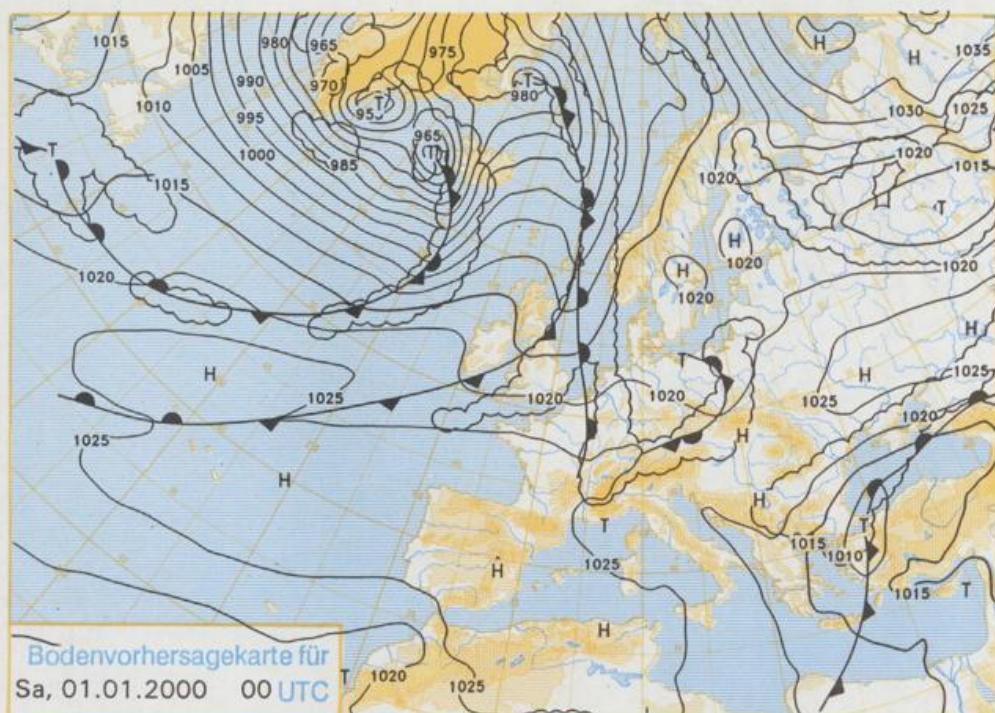 1015 980 965 975 H 1035
H
1005 970 T 980 1025
990 T
1010 955 1030
995 965
T 1000 985 (T) 1020
1015 1015
1020
T
H 1020
1020 H 1020
1020
H
T
H H 1025
1025 1020 1020 1025
1020
1025 H
H
H
T T
1015 1010
1025
H 1015 T
H
Bodenvorhersagekarte für
Sa, 01.01.2000 00 UTC
T 1020
1025